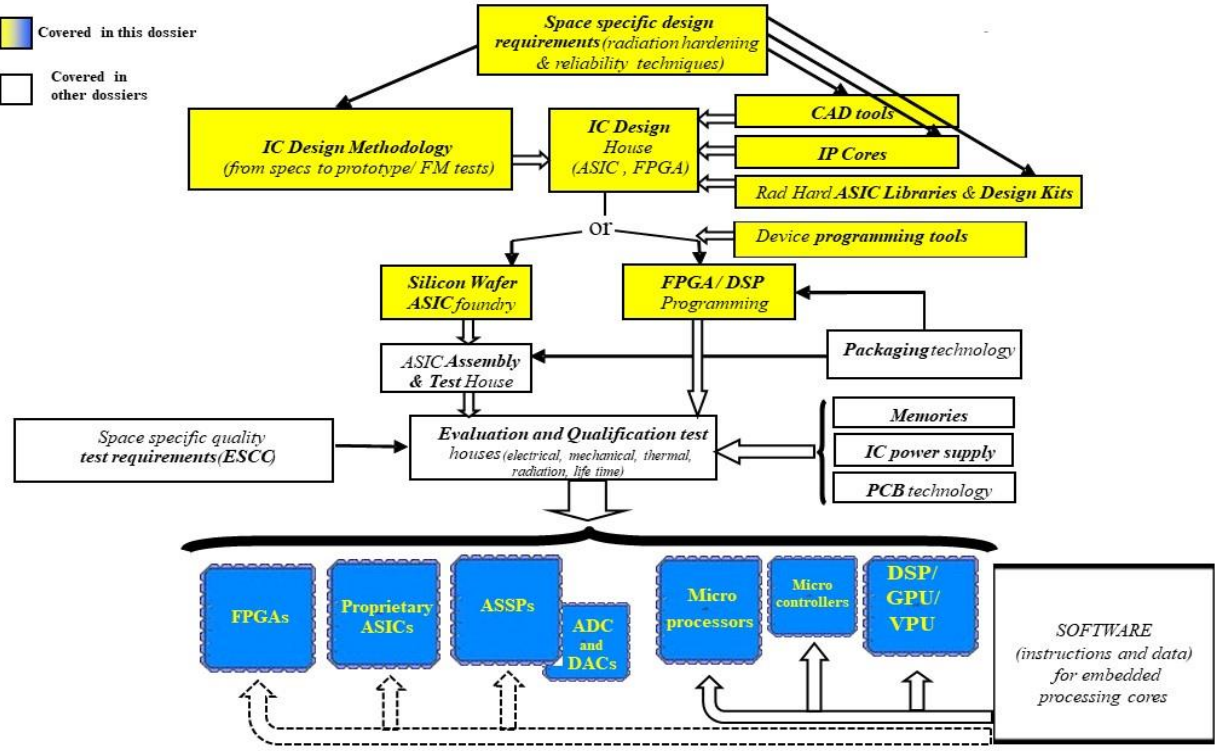 Covered in this dossier
Covered in
other dossiers
Space specific design
requirements(radiation hardening
& reliability techniques)
IC Design Methodology
(from specs to prototype/ FM tests)
IC Design
House
(ASIC , FPGA)
CAD tools
IP Cores
Rad Hard ASIC Libraries & Design Kits
or
Device programming tools
Silicon Wafer
ASIC foundry
FPGA/ DSP
Programming
ASIC Assembly
& Test House
Packaging technology
Space specific quality
test requirements(ESCC)
Evaluation and Qualification test
houses (electrical, mechanical, thermal,
radiation, life time)
Memories
IC power supply
PCB technology
FPGAs
Proprietary
ASICs
ASSPs
ADC
and
DACs
Micro
processors
Micro
controllers
DSP/
GPU/
VPU
SOFTWARE
(instructions and data)
for embedded
processing cores